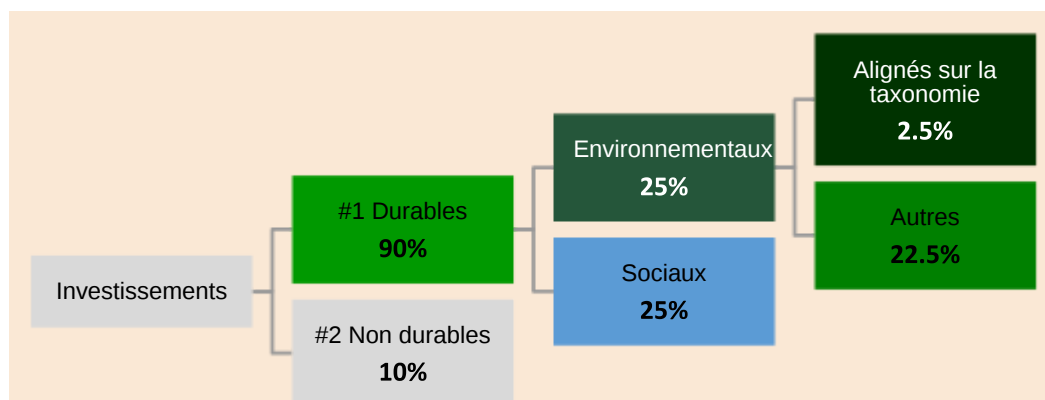 Investissements
#1 Durables
90%
#2 Non durables
10%
Environnementaux
25%
Sociaux
25%
Alignés sur la
taxonomie
2.5%
Autres
22.5%